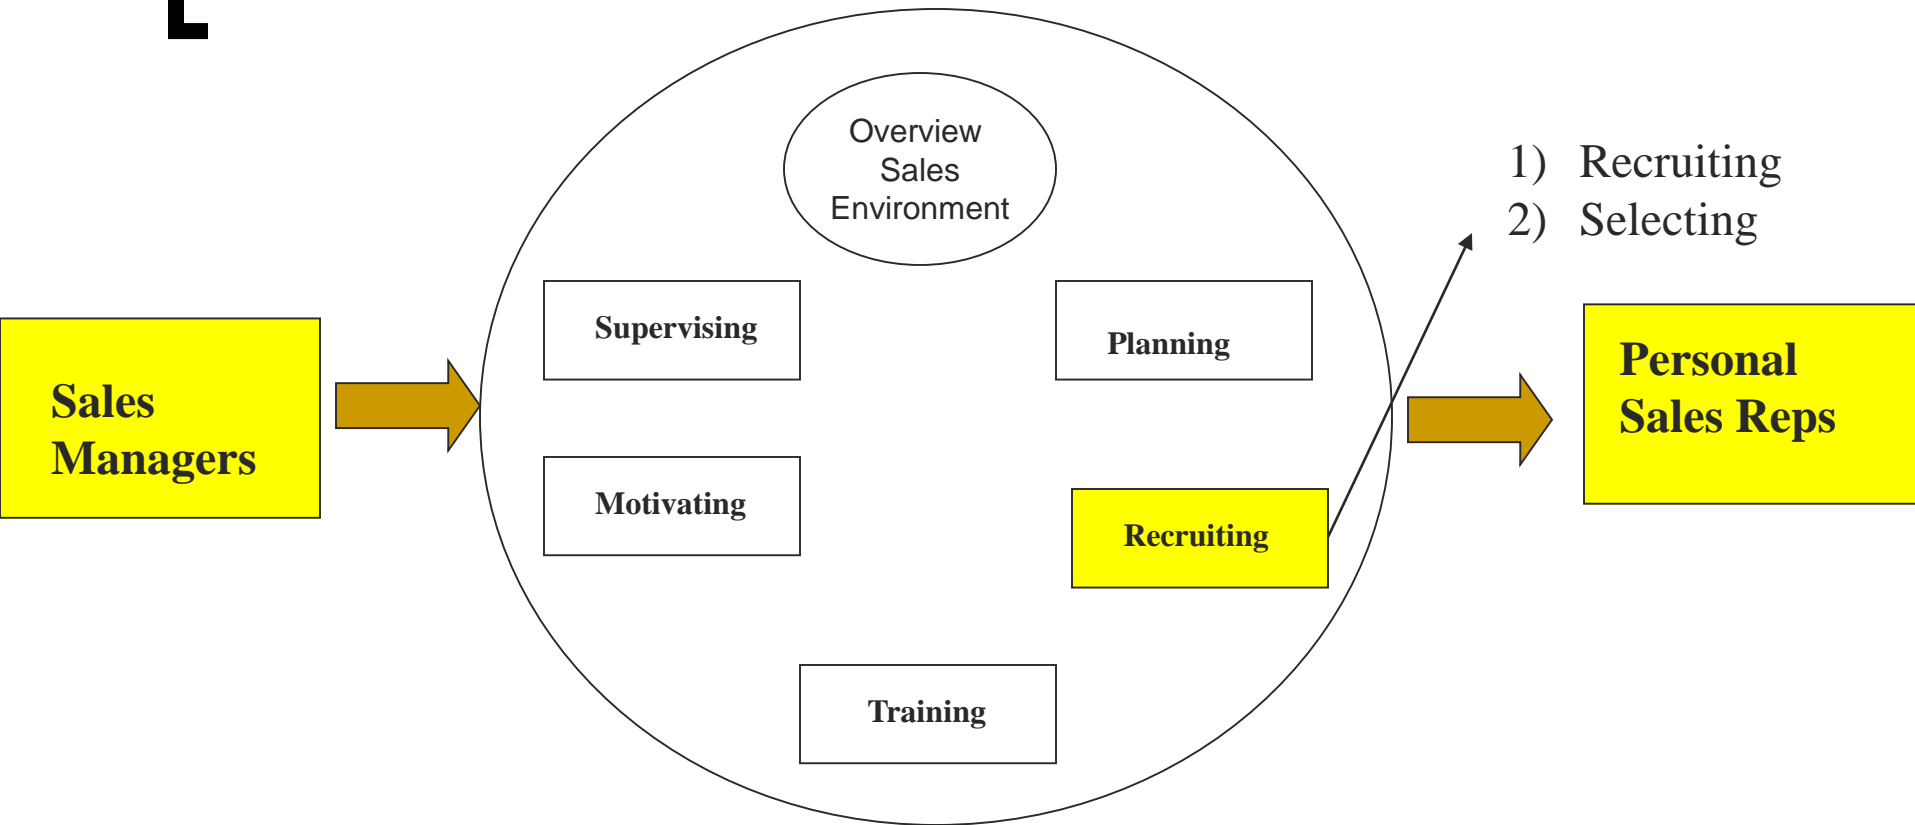 Overview
Sales
Environment
1) Recruiting
2) Selecting
Supervising
Planning
Sales
Managers
Personal
Sales Reps
Motivating
Recruiting
Training